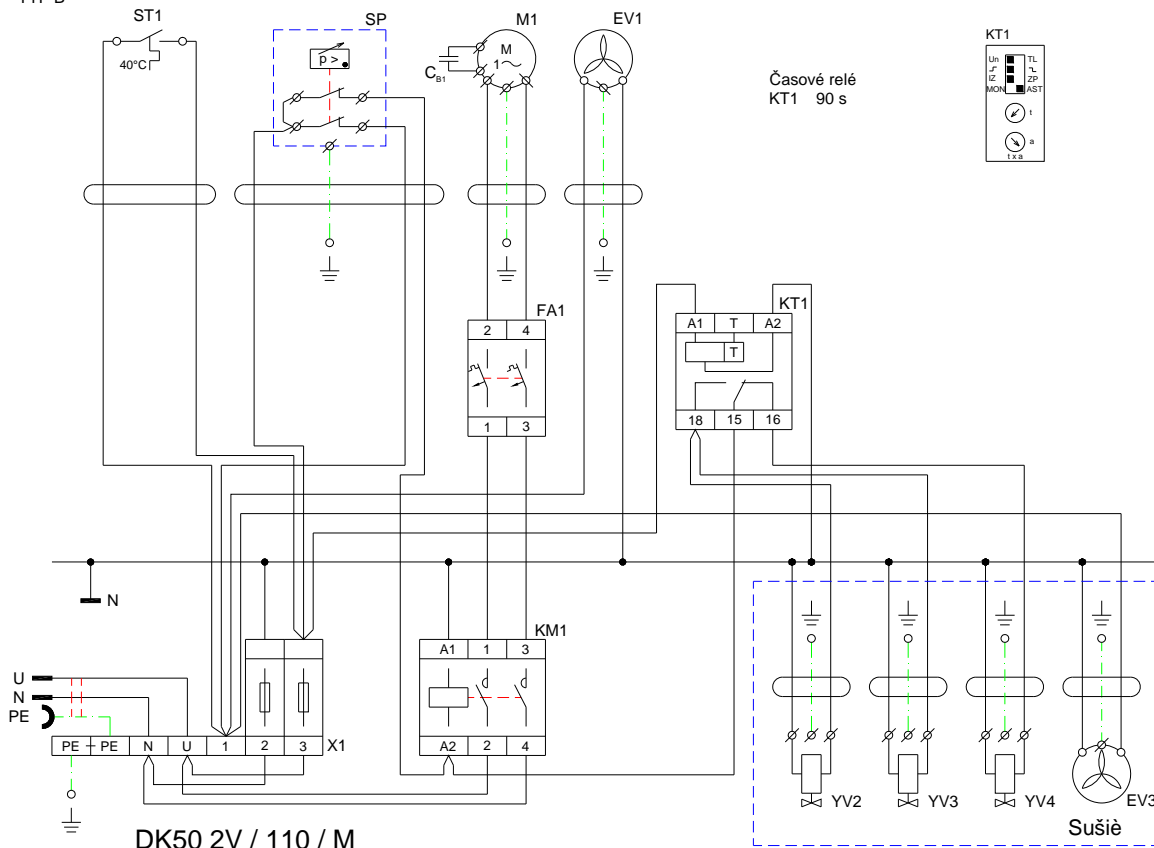 ST1
SP
M1
EV1
KT1
40°C
p >
M
1
C B1
Časové relé
KT1 90 s
Un TL
IZ ZP
MON AST
t
a
t x a
FA1
2 4
1 3
KT1
A1 T A2
T
18 15 16
N
KM1
A1 1 3
A2 2 4
U
N
PE
PE PE N U 1 2 3 X1
YV2 YV3 YV4 EV3
Sušiè
DK50 2V / 110 / M